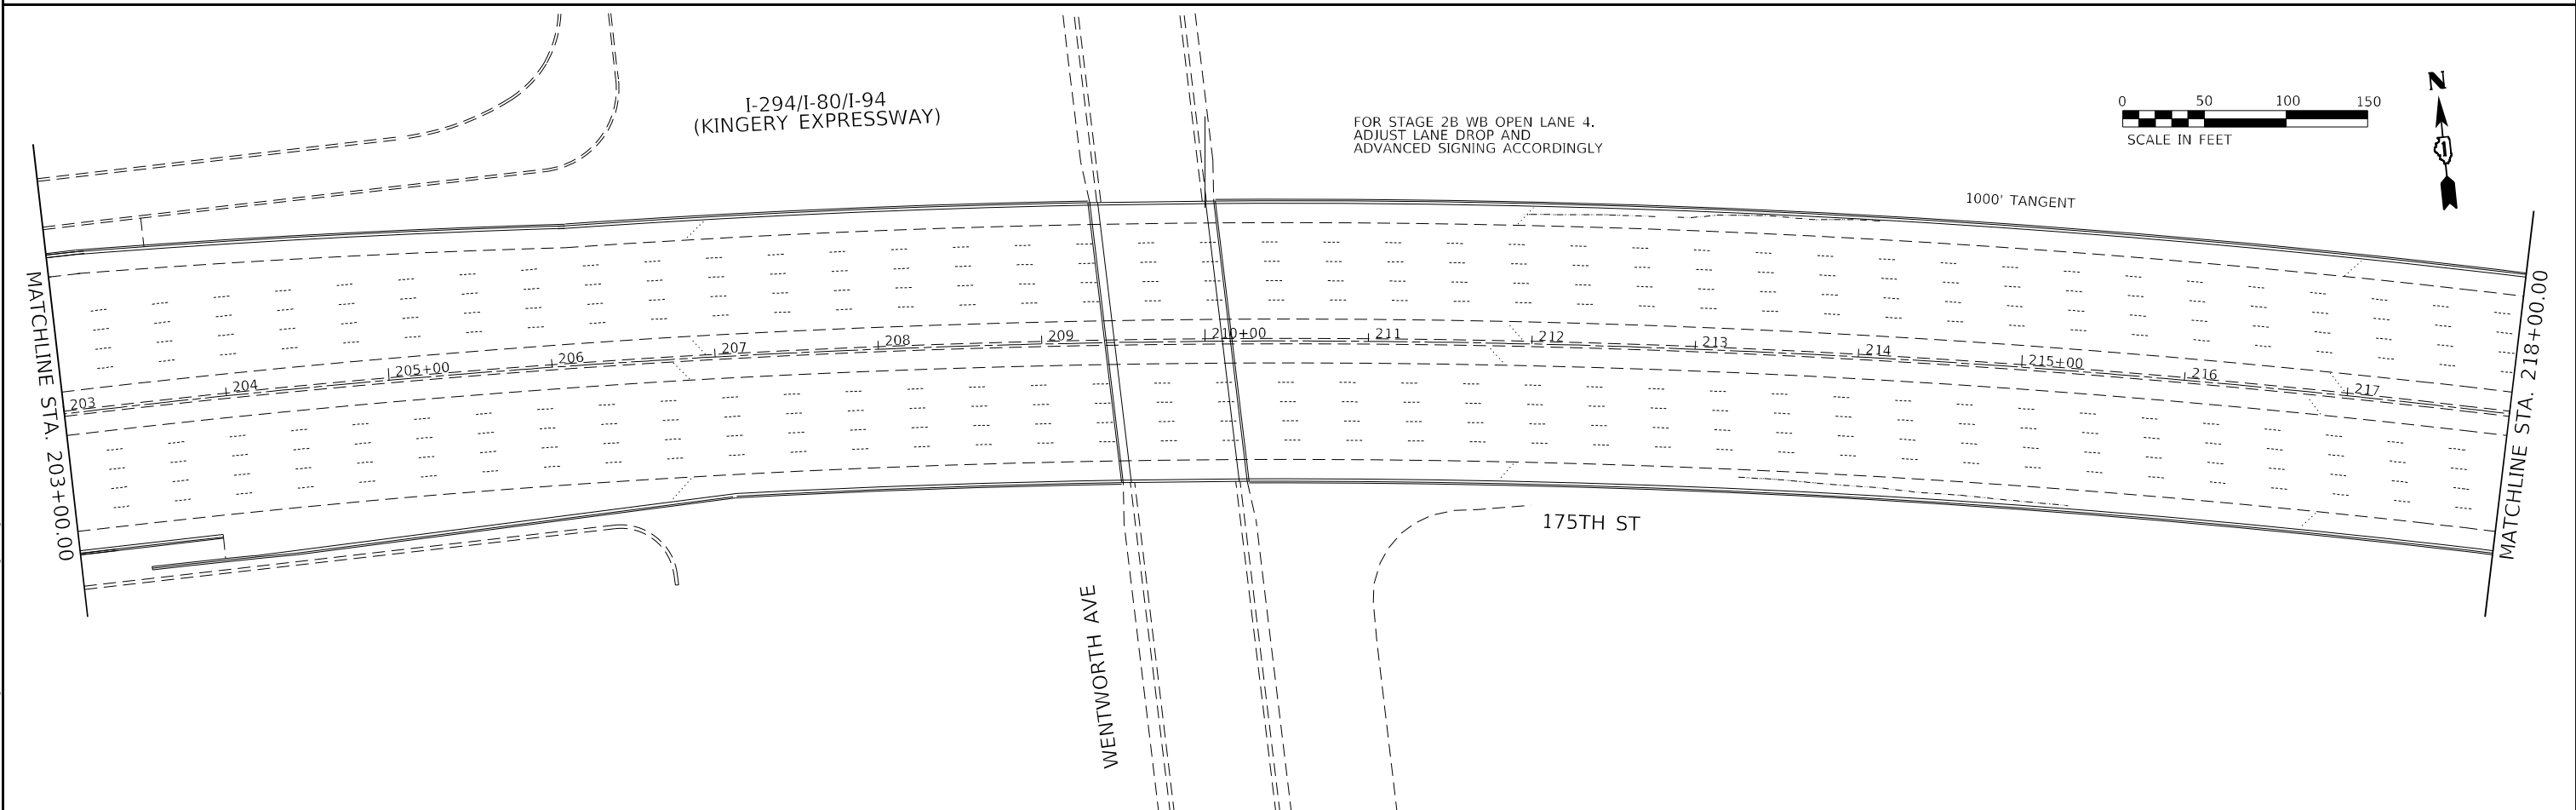 I-294/I-80/I-94
(KINGERY EXPRESSWAY)
FOR STAGE 2B WB OPEN LANE 4.
ADJUST LANE DROP AND
ADVANCED SIGNING ACCORDINGLY
0 50 100 150
SCALE IN FEET
N
1000' TANGENT
MATCHLINE STA. 203+00.00
203
204
205+00
206
207
208
209
210+00
211
212
213
214
215+00
216
217
MATCHLINE STA. 218+00.00
175TH ST
WENTWORTH AVE